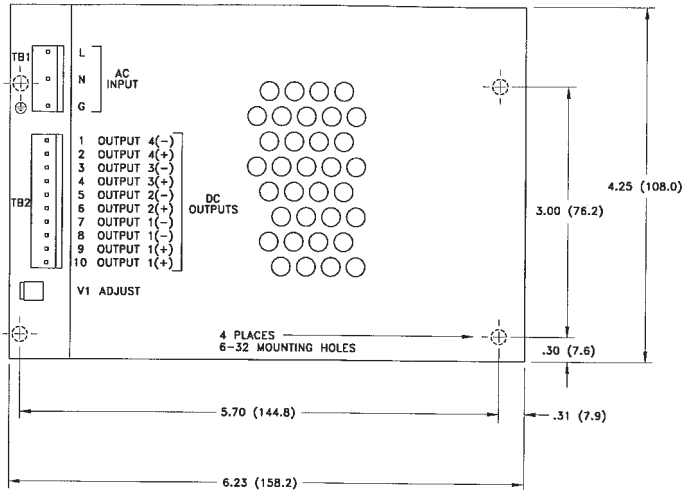 TB1
L
N
G
AC
INPUT
TB2
1 OUTPUT 4(-)
2 OUTPUT 4(+)
3 OUTPUT 3(-)
4 OUTPUT 3(+)
5 OUTPUT 2(-)
6 OUTPUT 2(+)
7 OUTPUT 1(-)
8 OUTPUT 1(-)
9 OUTPUT 1(+)
10 OUTPUT 1(+)
DC
OUTPUTS
V1 ADJUST
4 PLACES
6-32 MOUNTING HOLES
3.00 (76.2)
4.25 (108.0)
.30 (7.6)
5.70 (144.8)
.31 (7.9)
6.23 (158.2)